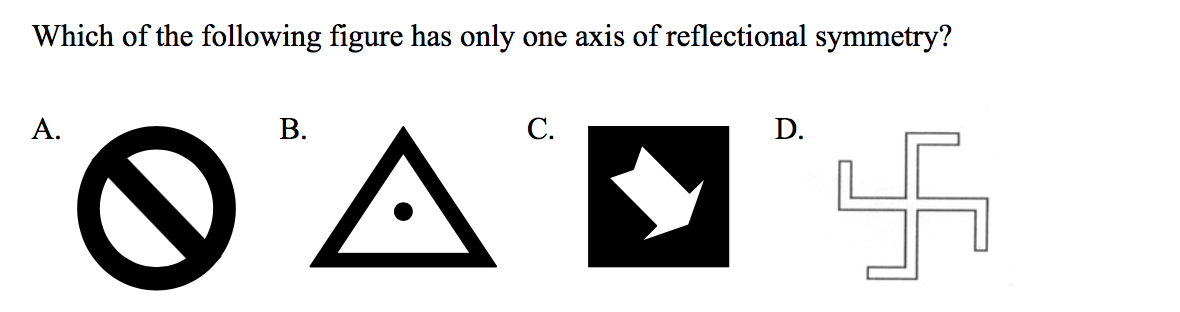 Which of the following figure has only one axis of reflectional symmetry?
A. B. C. D.